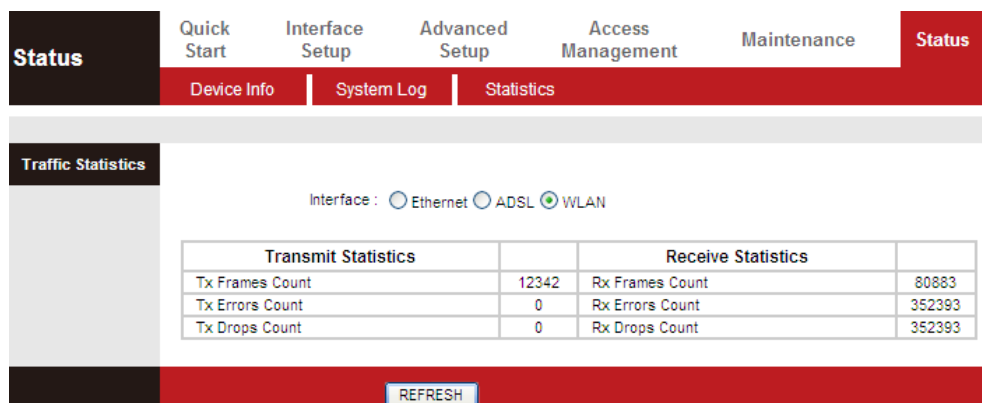 Status
Quick Start
Interface Setup
Advanced Setup
Access Management
Maintenance
Status
Device Info
System Log
Statistics
Traffic Statistics
Interface : Ethernet ADSL WLAN
Transmit Statistics Receive Statistics
Tx Frames Count 12342 Rx Frames Count 80883
Tx Errors Count 0 Rx Errors Count 352393
Tx Drops Count 0 Rx Drops Count 352393
REFRESH